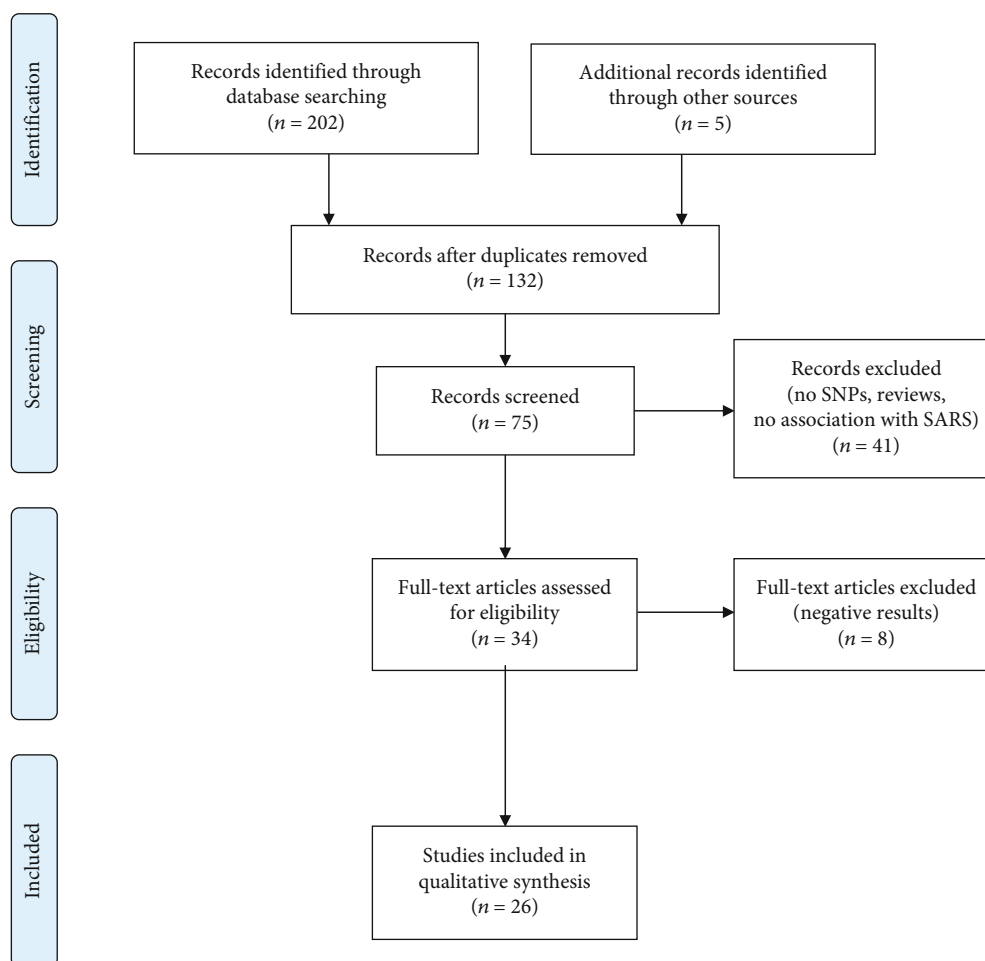 Identification
Records identified through
database searching
(n = 202)
Additional records identified
through other sources
(n = 5)
Screening
Records after duplicates removed
(n = 132)
Records screened
(n = 75)
Records excluded
(no SNPs, reviews,
no association with SARS)
(n = 41)
Eligibility
Full-text articles assessed
for eligibility
(n = 34)
Full-text articles excluded
(negative results)
(n = 8)
Included
Studies included in
qualitative synthesis
(n = 26)